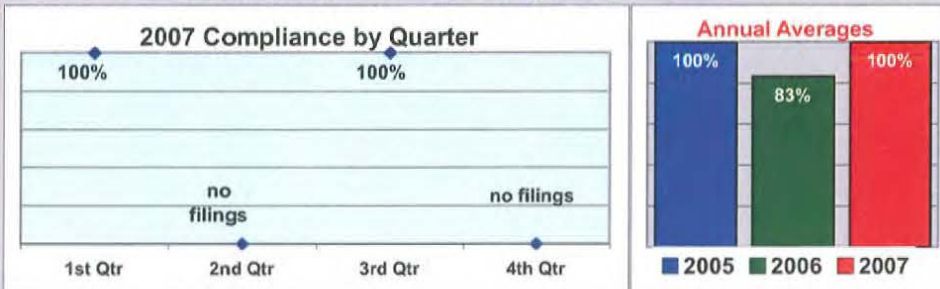 2007 Compliance by Quarter
100%
100%
no
filings
no filings
1st Qtr
2nd Qtr
3rd Qtr
4th Qtr
Annual Averages
100%
83%
100%
2005
2006
2007